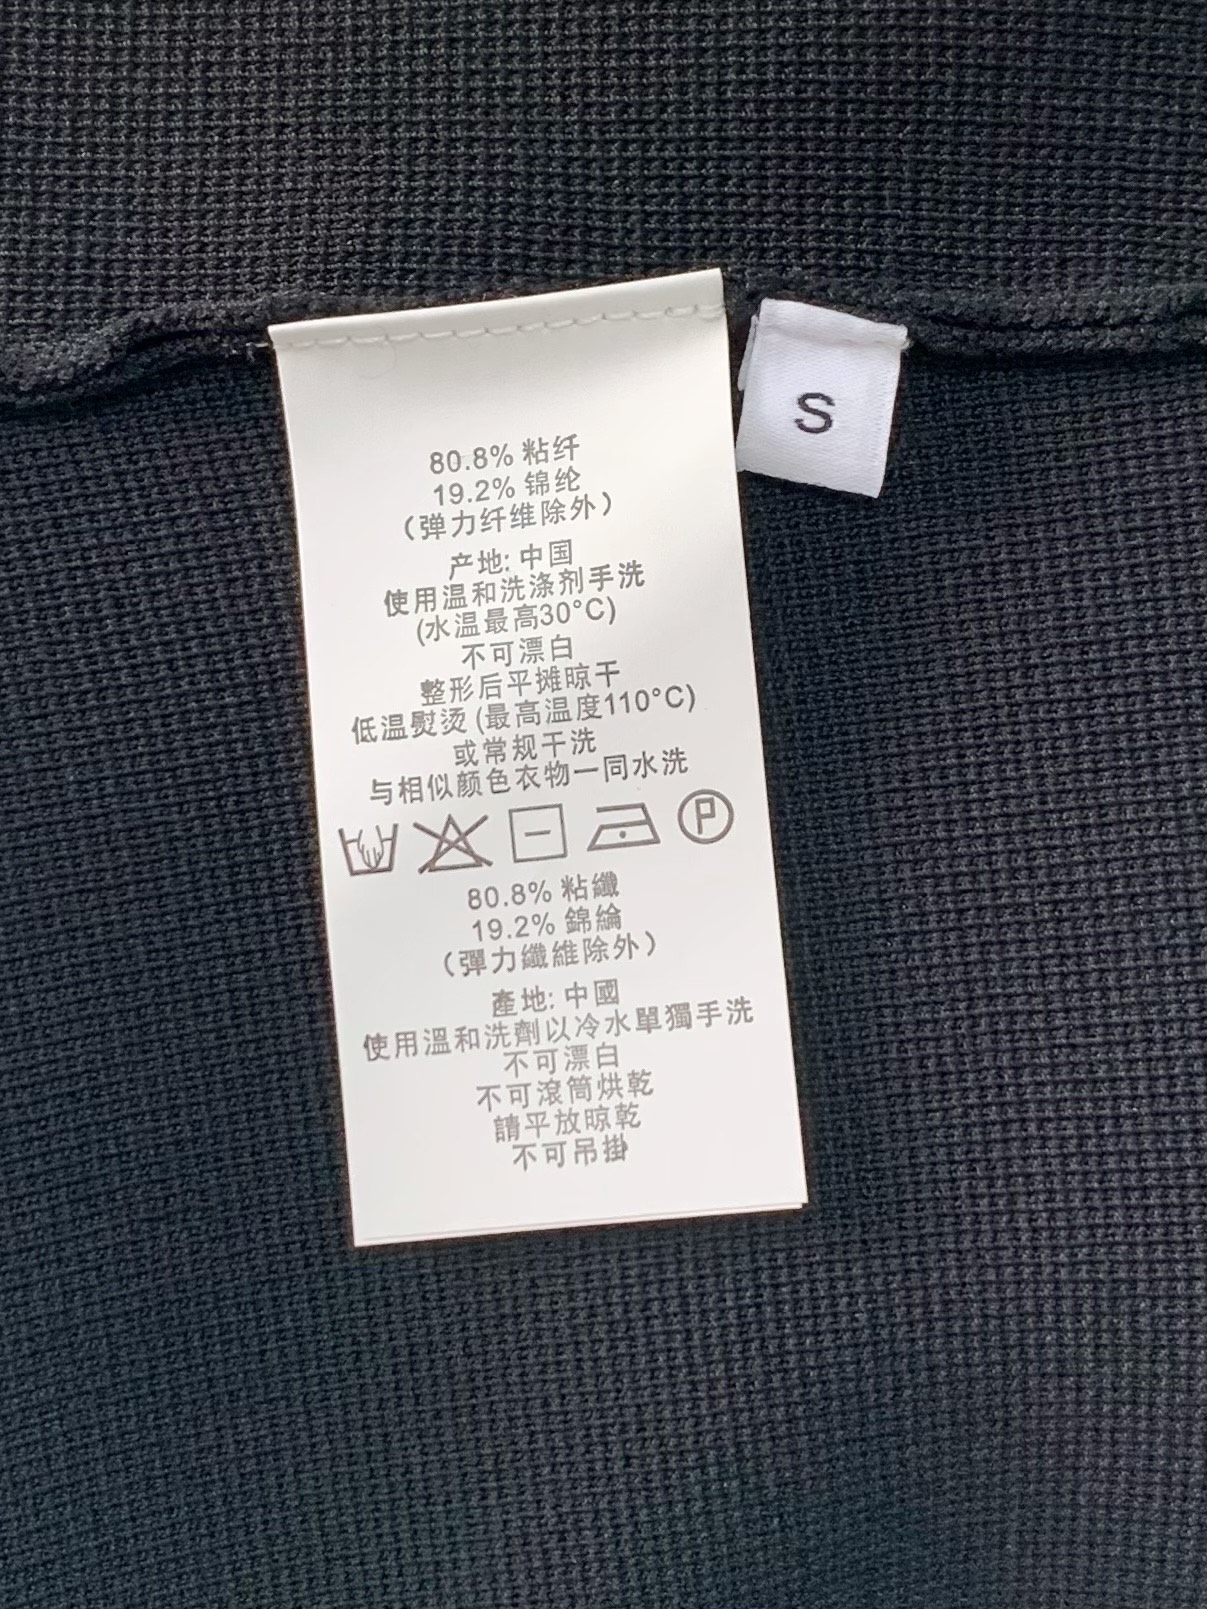 80.8% 粘纤
19.2% 锦纶
（弹力纤维除外）
产地: 中国
使用温和洗涤剂手洗
(水温最高30°C)
不可漂白
整形后平摊晾干
低温熨烫 (最高温度110°C)
或常规干洗
与相似颜色衣物一同水洗
P
80.8% 粘纖
19.2% 錦綸
（彈力纖維除外）
產地: 中國
使用溫和洗劑以冷水單獨手洗
不可漂白
不可滾筒烘乾
請平放晾乾
不可吊掛
S